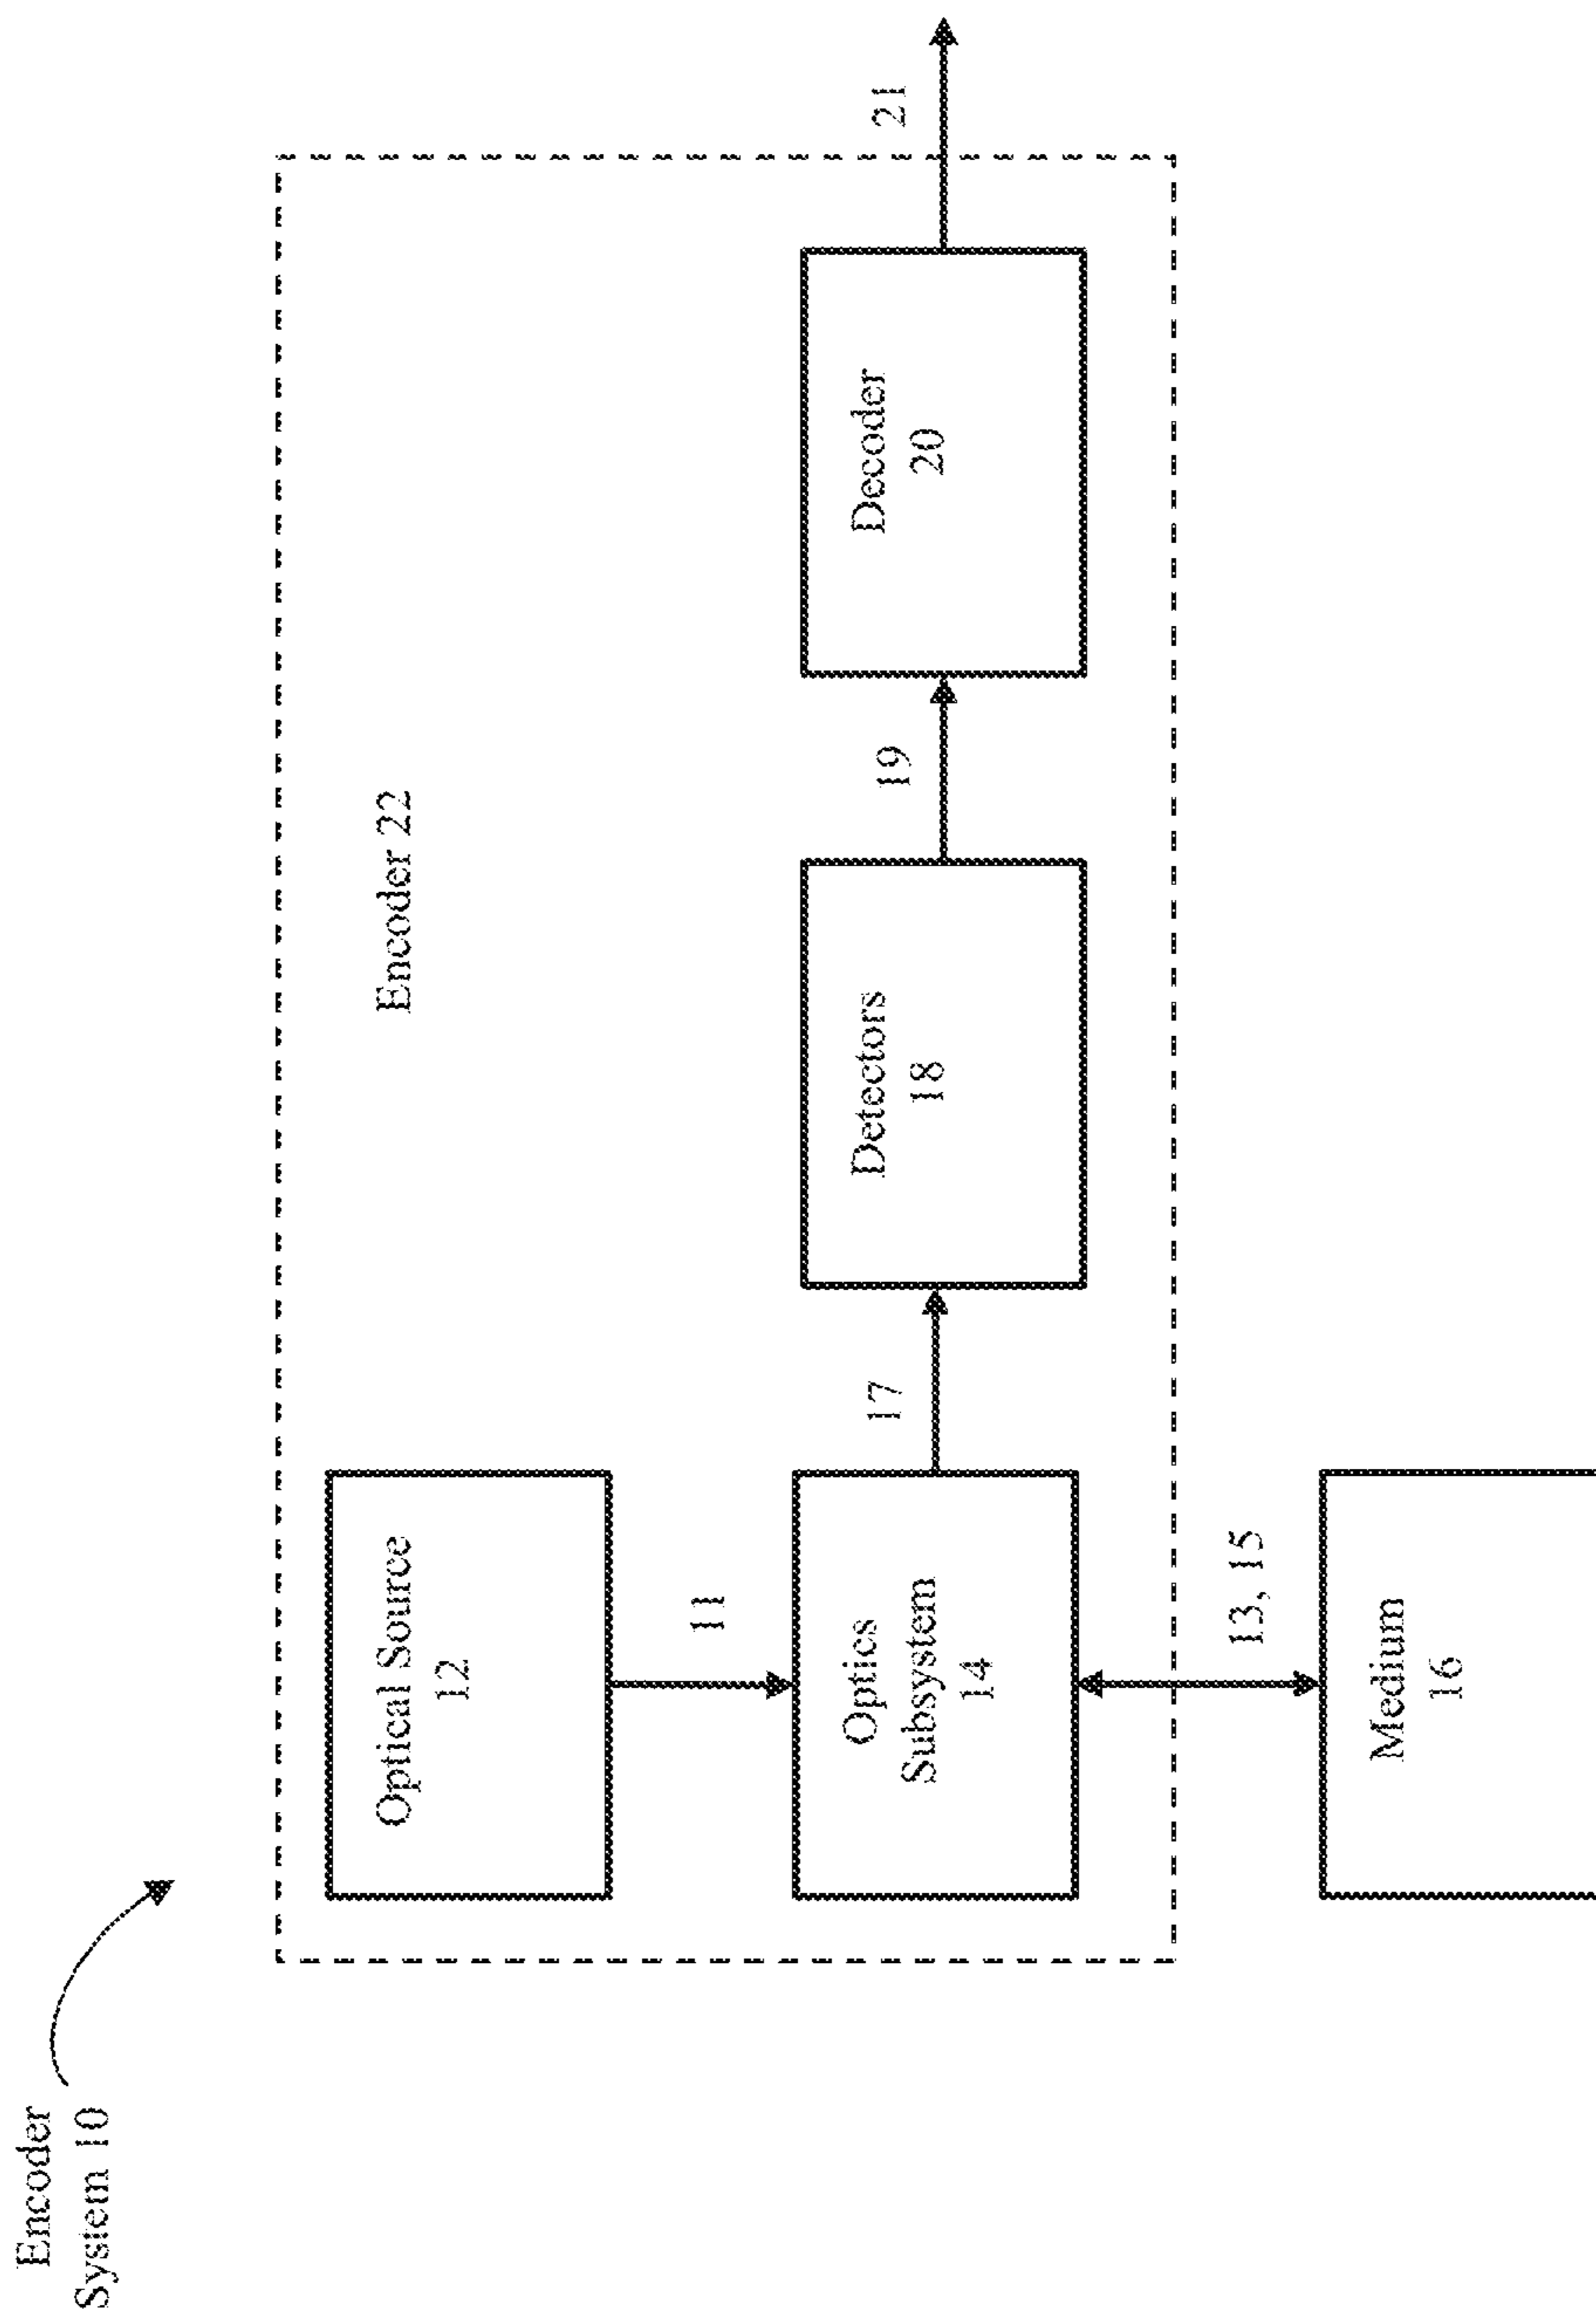 Encoder
System 10
Encoder 22
Optical Source
12
11
Optics
Subsystem
14
17
Detectors
18
19
Decoder
20
21
13, 15
Medium
16